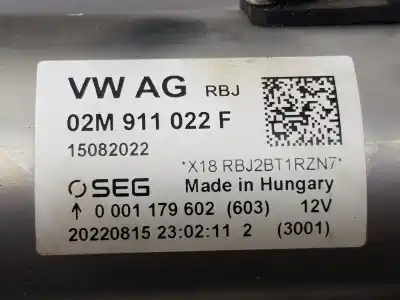 VW AG RBJ
02M 911 022 F
15082022
*X18 RBJ2BT1RZN7*
SEG Made in Hungary
↑ 0 001 179 602 (603) 12V
20220815 23:02:11 2 (3001)